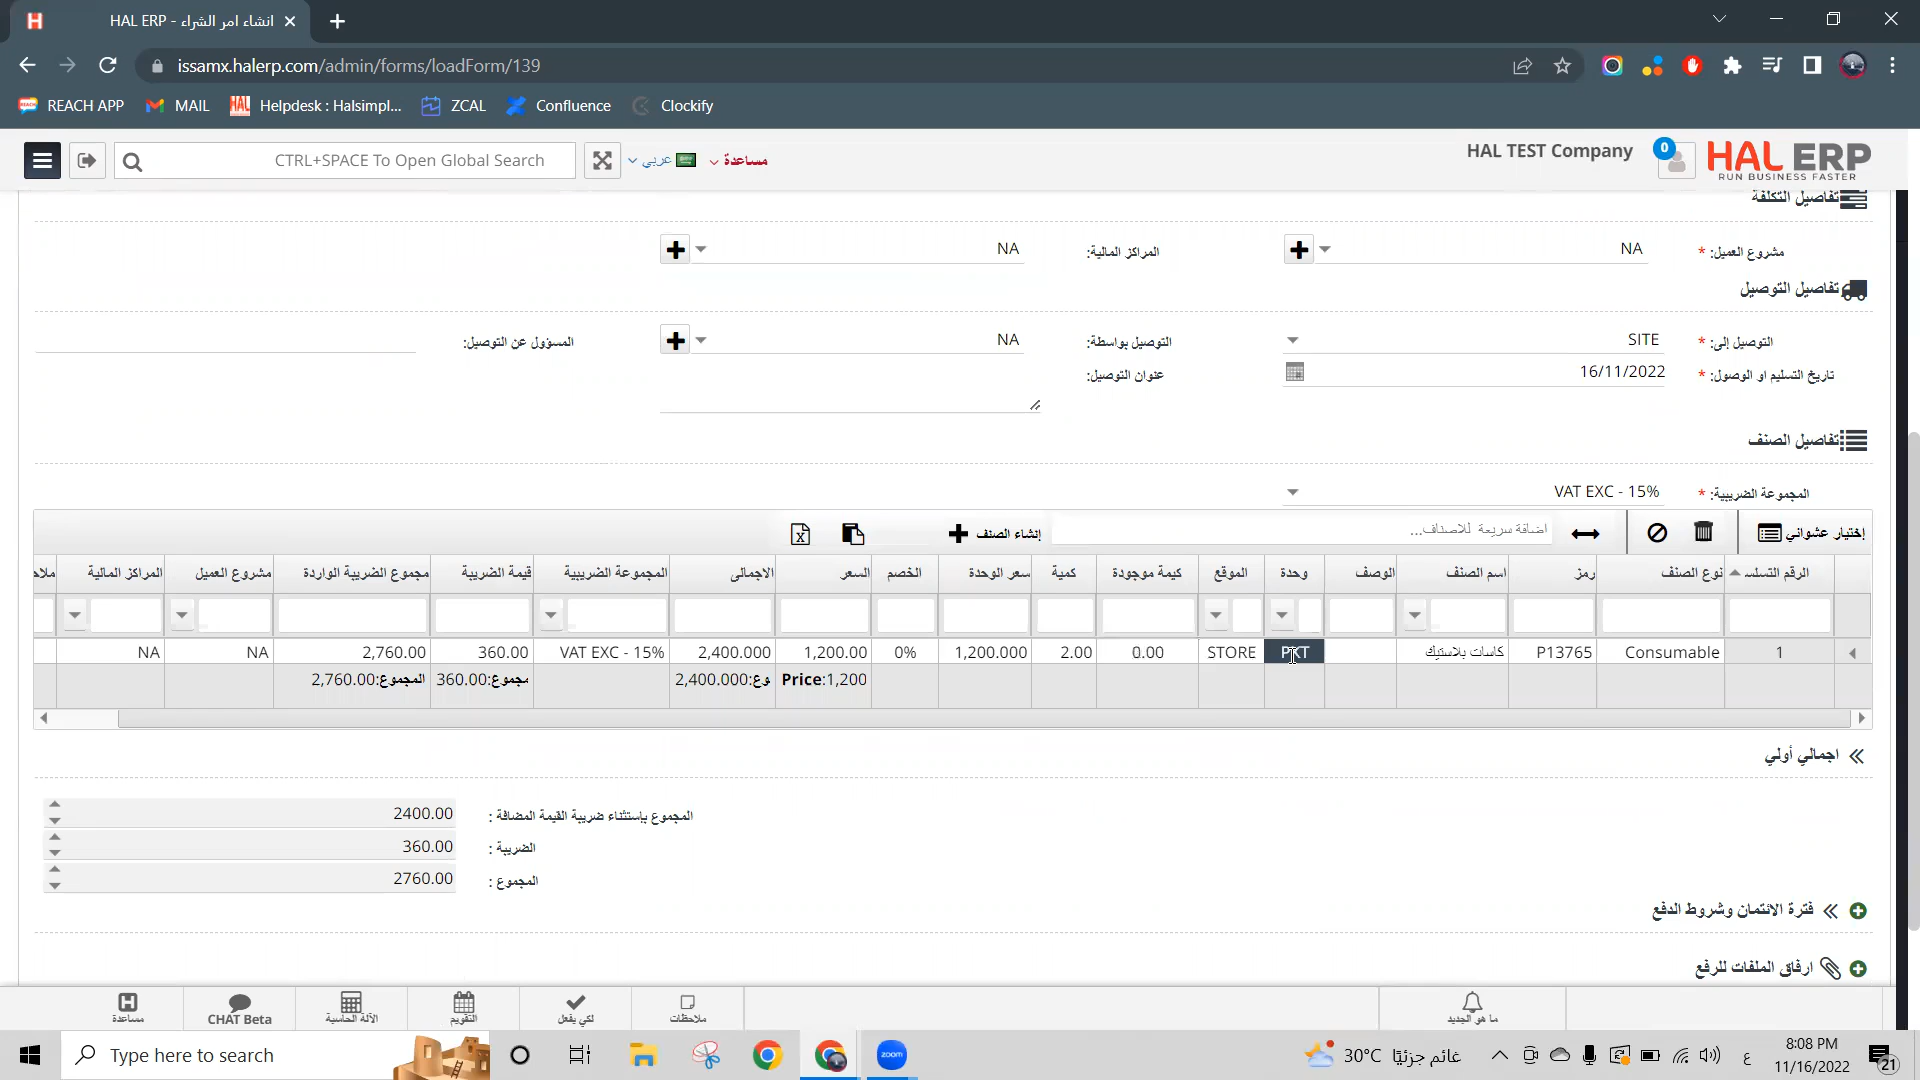 HAL ERP - انشاء امر الشراء
issamx.halerp.com/admin/forms/loadForm/139
REACH APP
MAIL
Helpdesk : Halsimpl...
ZCAL
Confluence
Clockify
CTRL+SPACE To Open Global Search
عربي
مساعدة
HAL TEST Company
0
HAL ERP
RUN BUSINESS FASTER
تفاصيل التكلفة
مشروع العميل: *
NA
المراكز المالية:
NA
تفاصيل التوصيل
التوصيل إلى: *
SITE
التوصيل بواسطة:
NA
المسؤول عن التوصيل:
تاريخ التسليم او الوصول: *
16/11/2022
عنوان التوصيل:
تفاصيل الصنف
المجموعة الضريبية: *
VAT EXC - 15%
إختيار عشواني
اضافة سريعة للاصناف...
إنشاء الصنف
الرقم التسلس
نوع الصنف
رمز
اسم الصنف
الوصف
وحدة
الموقع
كيمة موجودة
كمية
سعر الوحدة
الخصم
السعر
الاجمالى
المجموعة الضريبية
قيمة الضريبة
مجموع الضريبة الواردة
مشروع العميل
المراكز المالية
ملاح
1
Consumable
P13765
كاسات بلاستيك
PKT
STORE
0.00
2.00
1,200.000
0%
1,200.00
2,400.000
VAT EXC - 15%
360.00
2,760.00
NA
NA
Price:1,200
وع:2,400.000
مجموع:360.00
المجموع:2,760.00
اجمالي أولي
المجموع بإستثناء ضريبة القيمة المضافة :
2400.00
الضريبة :
360.00
المجموع :
2760.00
فترة الائتمان وشروط الدفع
ارفاق الملفات للرفع
مساعدة
CHAT Beta
الآلة الحاسبة
التقويم
لكي يفعل
ملاحظات
ما هو الجديد
Type here to search
zoom
30°C غائم جزئيًا
ع
8:08 PM
11/16/2022
21